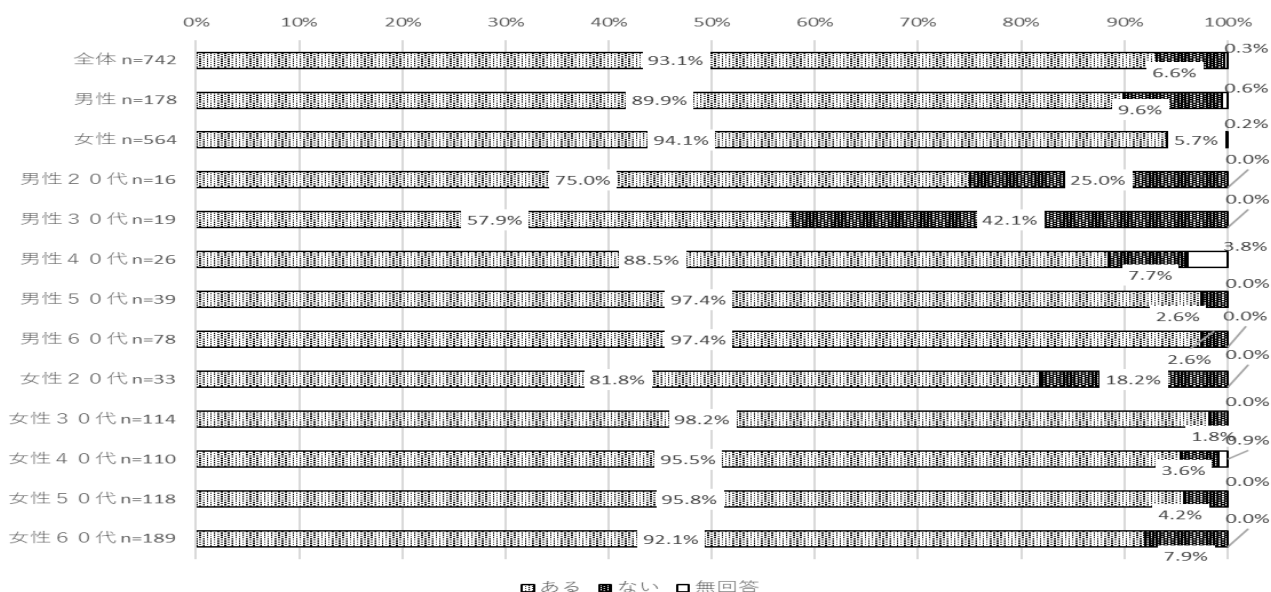 0% 10% 20% 30% 40% 50% 60% 70% 80% 90% 100%
全体 n=742 93.1% 6.6% 0.3%
男性 n=178 89.9% 9.6% 0.6%
女性 n=564 94.1% 5.7% 0.2%
男性２０代 n=16 75.0% 25.0% 0.0%
男性３０代 n=19 57.9% 42.1% 0.0%
男性４０代 n=26 88.5% 7.7% 3.8%
男性５０代 n=39 97.4% 2.6% 0.0%
男性６０代 n=78 97.4% 2.6% 0.0%
女性２０代 n=33 81.8% 18.2% 0.0%
女性３０代 n=114 98.2% 1.8% 0.0%
女性４０代 n=110 95.5% 3.6% 0.9%
女性５０代 n=118 95.8% 4.2% 0.0%
女性６０代 n=189 92.1% 7.9% 0.0%
ある ない 無回答